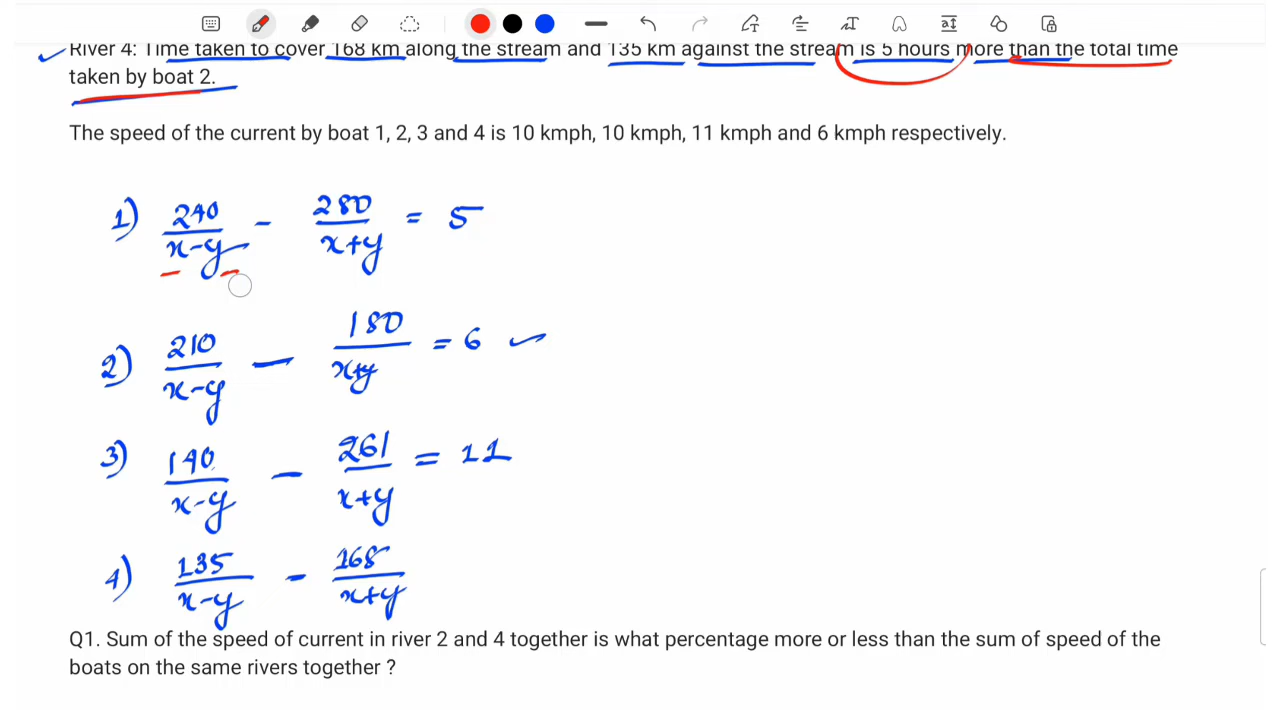 River 4: Time taken to cover 168 km along the stream and 135 km against the stream is 5 hours more than the total time
taken by boat 2.
The speed of the current by boat 1, 2, 3 and 4 is 10 kmph, 10 kmph, 11 kmph and 6 kmph respectively.
1) 240/x-y - 280/x+y = 5
2) 210/x-y - 180/x+y = 6
3) 140/x-y - 261/x+y = 11
4) 135/x-y - 168/x+y
Q1. Sum of the speed of current in river 2 and 4 together is what percentage more or less than the sum of speed of the
boats on the same rivers together ?